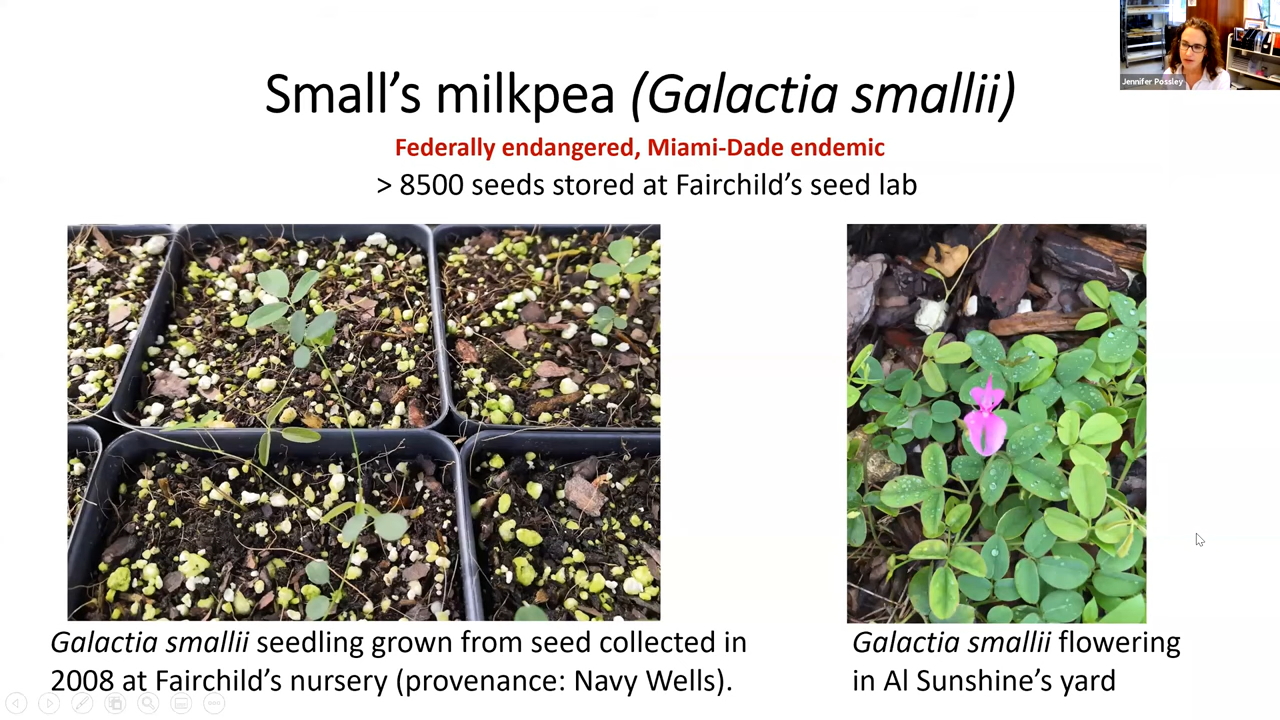 Jennifer Possley
Small's milkpea (Galactia smallii)
Federally endangered, Miami-Dade endemic
> 8500 seeds stored at Fairchild's seed lab
Galactia smallii seedling grown from seed collected in
2008 at Fairchild's nursery (provenance: Navy Wells).
Galactia smallii flowering
in Al Sunshine's yard